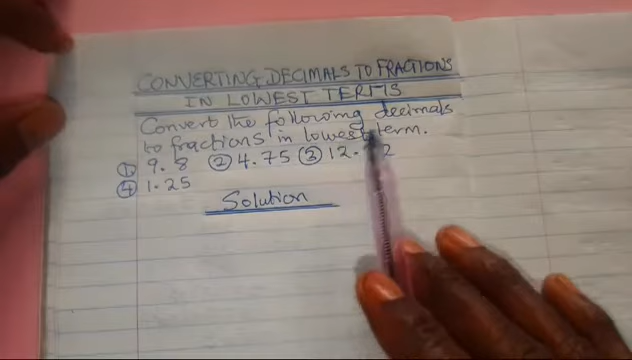 CONVERTING DECIMALS TO FRACTIONS
IN LOWEST TERMS
Convert the following decimals
to fractions in lowest term.
① 9.8 ② 4.75 ③ 12.
④ 1.25
Solution